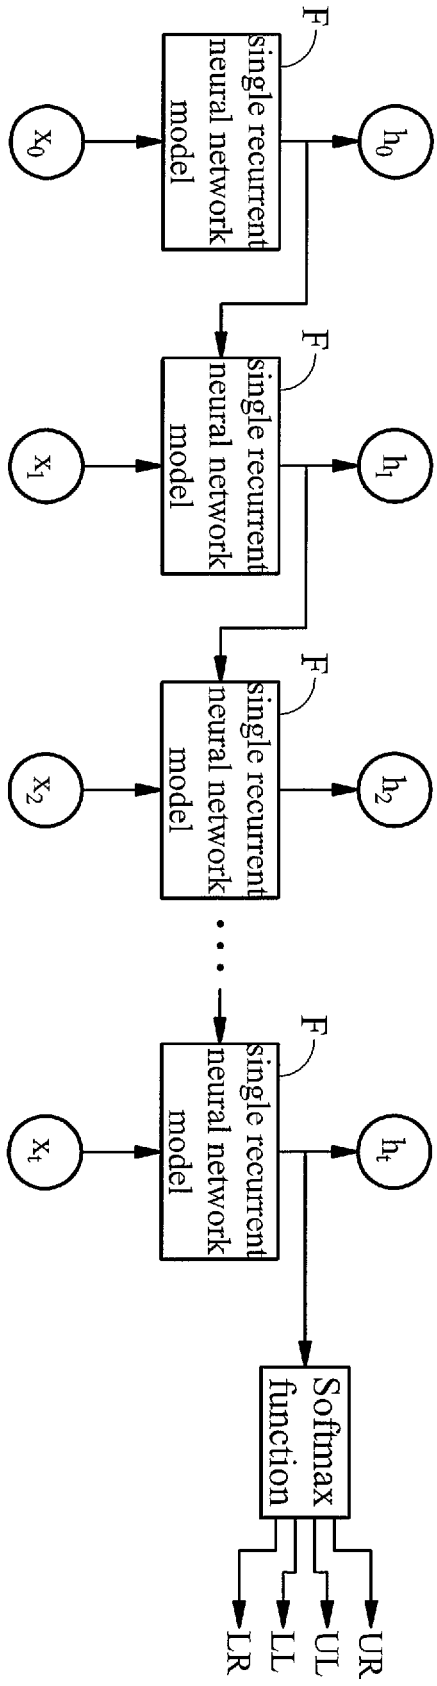 h₀
h₁
h₂
hₜ
F
F
F
F
single recurrent
neural network
model
single recurrent
neural network
model
single recurrent
neural network
model
single recurrent
neural network
model
Softmax
function
UR
UL
LL
LR
x₀
x₁
x₂
xₜ